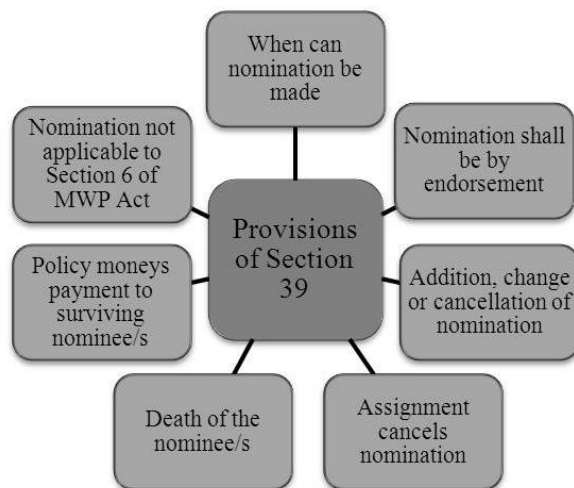 When can
nomination be
made
Nomination not
applicable to
Section 6 of
MWP Act
Nomination shall
be by
endorsement
Provisions
of Section
39
Policy moneys
payment to
surviving
nominee/s
Addition, change
or cancellation of
nomination
Death of the
nominee/s
Assignment
cancels
nomination